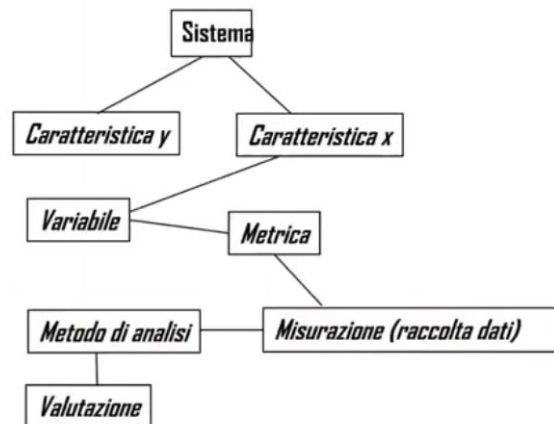 Sistema
Caratteristica y
Caratteristica x
Variabile
Metrica
Metodo di analisi
Misurazione (raccolta dati)
Valutazione